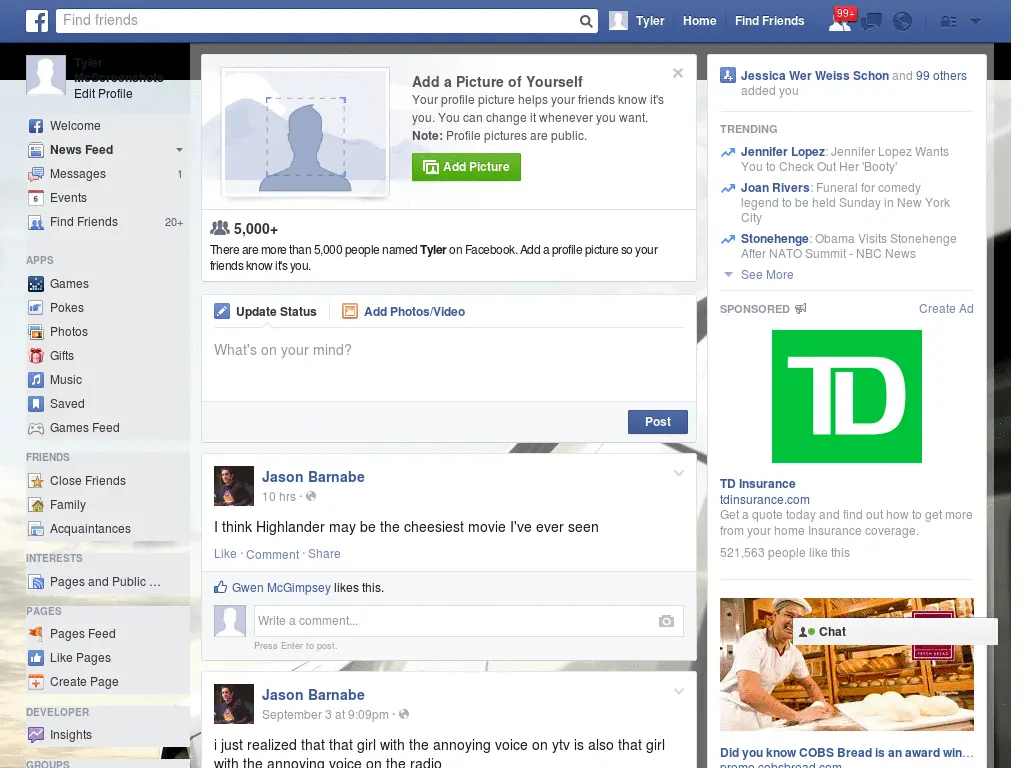 Find friends
Tyler
Home
Find Friends
99+
Tyler
McScreenshots
Edit Profile
Welcome
News Feed
Messages 1
6 Events
Find Friends 20+
APPS
Games
Pokes
Photos
Gifts
Music
Saved
Games Feed
FRIENDS
Close Friends
Family
Acquaintances
INTERESTS
Pages and Public ...
PAGES
Pages Feed
Like Pages
Create Page
DEVELOPER
Insights
GROUPS
Add a Picture of Yourself
Your profile picture helps your friends know it's
you. You can change it whenever you want.
Note: Profile pictures are public.
Add Picture
5,000+
There are more than 5,000 people named Tyler on Facebook. Add a profile picture so your
friends know it's you.
Update Status
Add Photos/Video
What's on your mind?
Post
Jason Barnabe
10 hrs ·
I think Highlander may be the cheesiest movie I've ever seen
Like · Comment · Share
Gwen McGimpsey likes this.
Write a comment...
Press Enter to post.
Jason Barnabe
September 3 at 9:09pm ·
i just realized that that girl with the annoying voice on ytv is also that girl
with the annoying voice on the radio
Jessica Wer Weiss Schon and 99 others
added you
TRENDING
Jennifer Lopez: Jennifer Lopez Wants
You to Check Out Her 'Booty'
Joan Rivers: Funeral for comedy
legend to be held Sunday in New York
City
Stonehenge: Obama Visits Stonehenge
After NATO Summit - NBC News
See More
SPONSORED
Create Ad
TD
TD Insurance
tdinsurance.com
Get a quote today and find out how to get more
from your home Insurance coverage.
521,563 people like this
Chat
FRESH BREAD
Did you know COBS Bread is an award win...
promo.cobsbread.com